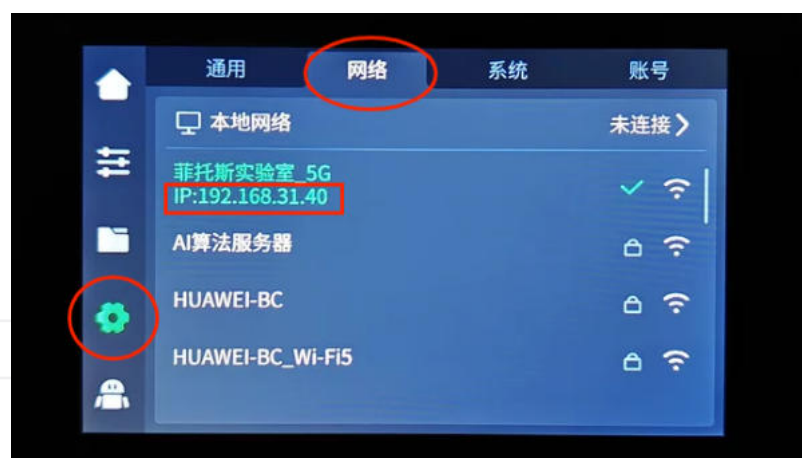 通用 网络 系统 账号
本地网络 未连接
菲托斯实验室_5G
IP:192.168.31.40
AI算法服务器
HUAWEI-BC
HUAWEI-BC_Wi-Fi5